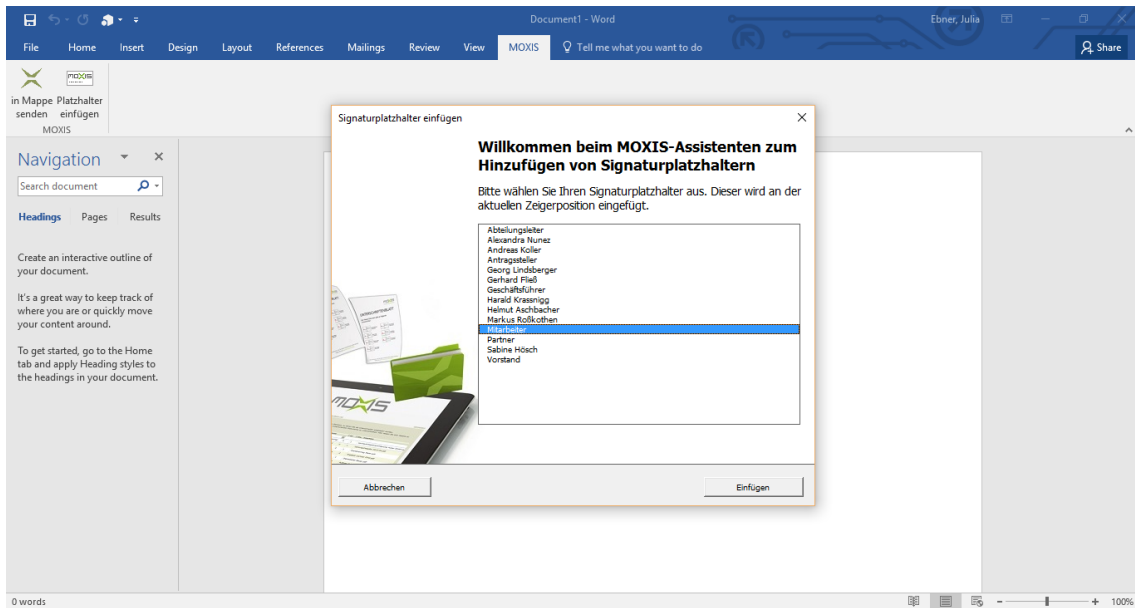 Document1 - Word
Ebner, Julia
File Home Insert Design Layout References Mailings Review View MOXIS Tell me what you want to do
Share
MOXIS
in Mappe Platzhalter
senden einfügen
MOXIS
Navigation
Search document
Headings Pages Results
Create an interactive outline of
your document.
It's a great way to keep track of
where you are or quickly move
your content around.
To get started, go to the Home
tab and apply Heading styles to
the headings in your document.
Signaturplatzhalter einfügen
Willkommen beim MOXIS-Assistenten zum
Hinzufügen von Signaturplatzhaltern
Bitte wählen Sie Ihren Signaturplatzhalter aus. Dieser wird an der
aktuellen Zeigerposition eingefügt.
Abteilungsleiter
Alexandra Nunez
Andreas Koller
Antragssteller
Georg Lindsberger
Gerhard Fließ
Geschäftsführer
Harald Krassnigg
Helmut Aschbacher
Markus Roßkothen
Mitarbeiter
Partner
Sabine Hösch
Vorstand
MOXIS
Abbrechen
Einfügen
0 words
100%